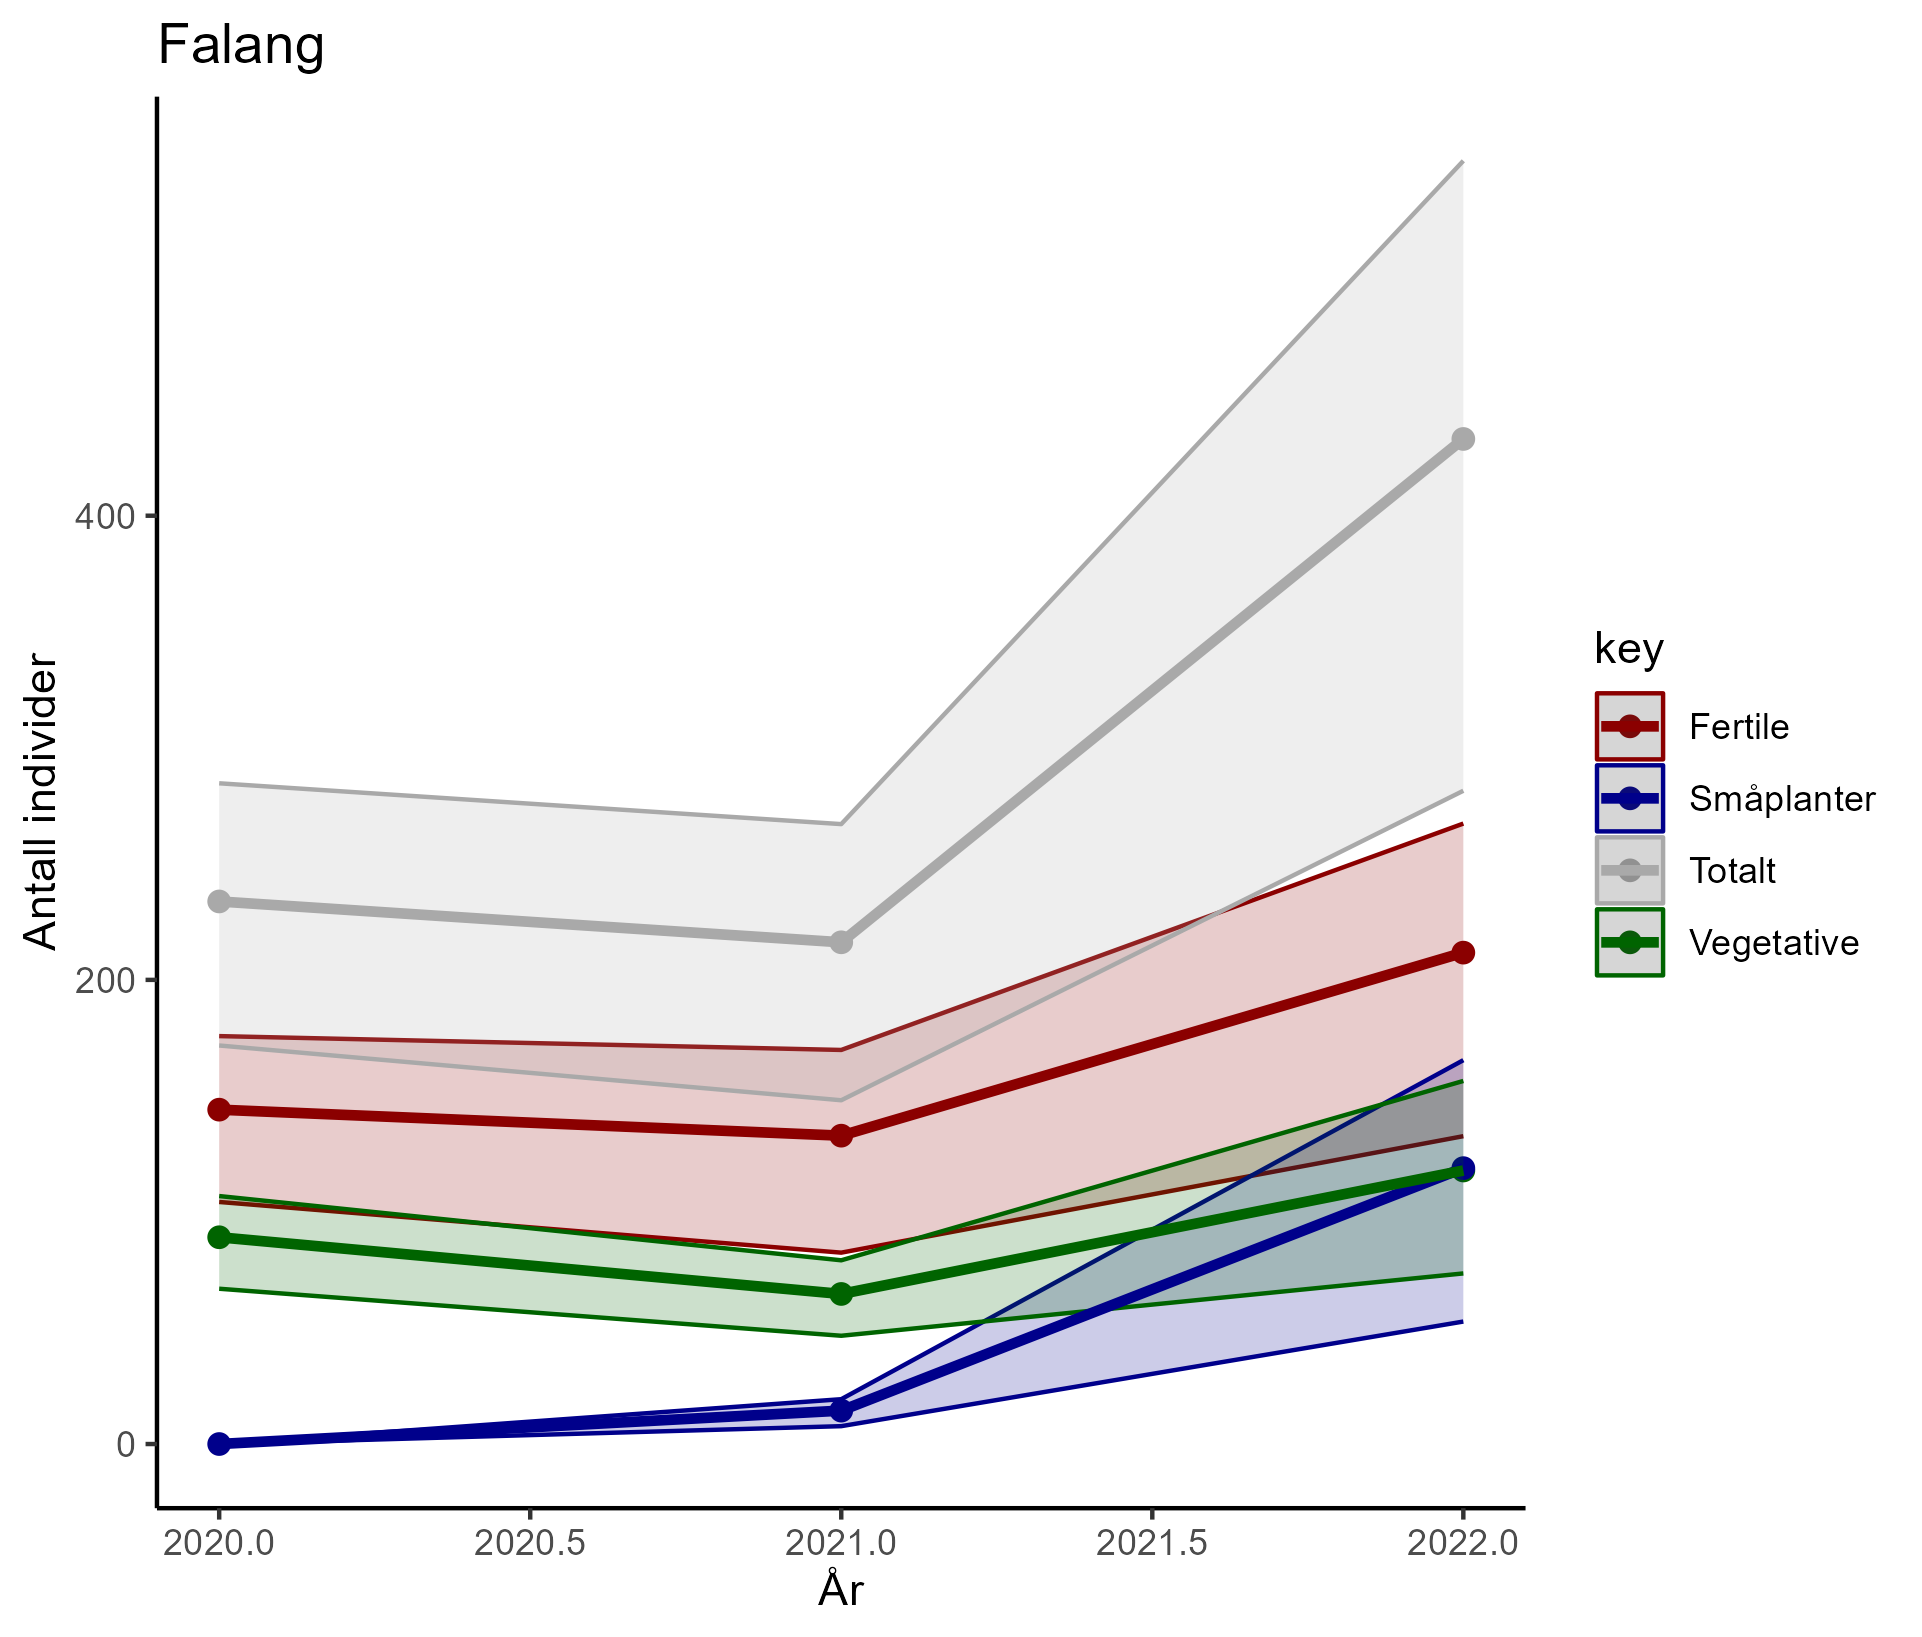 Falang
Antall individer
400
200
0
2020.0 2020.5 2021.0 2021.5 2022.0
År
key
Fertile
Småplanter
Totalt
Vegetative